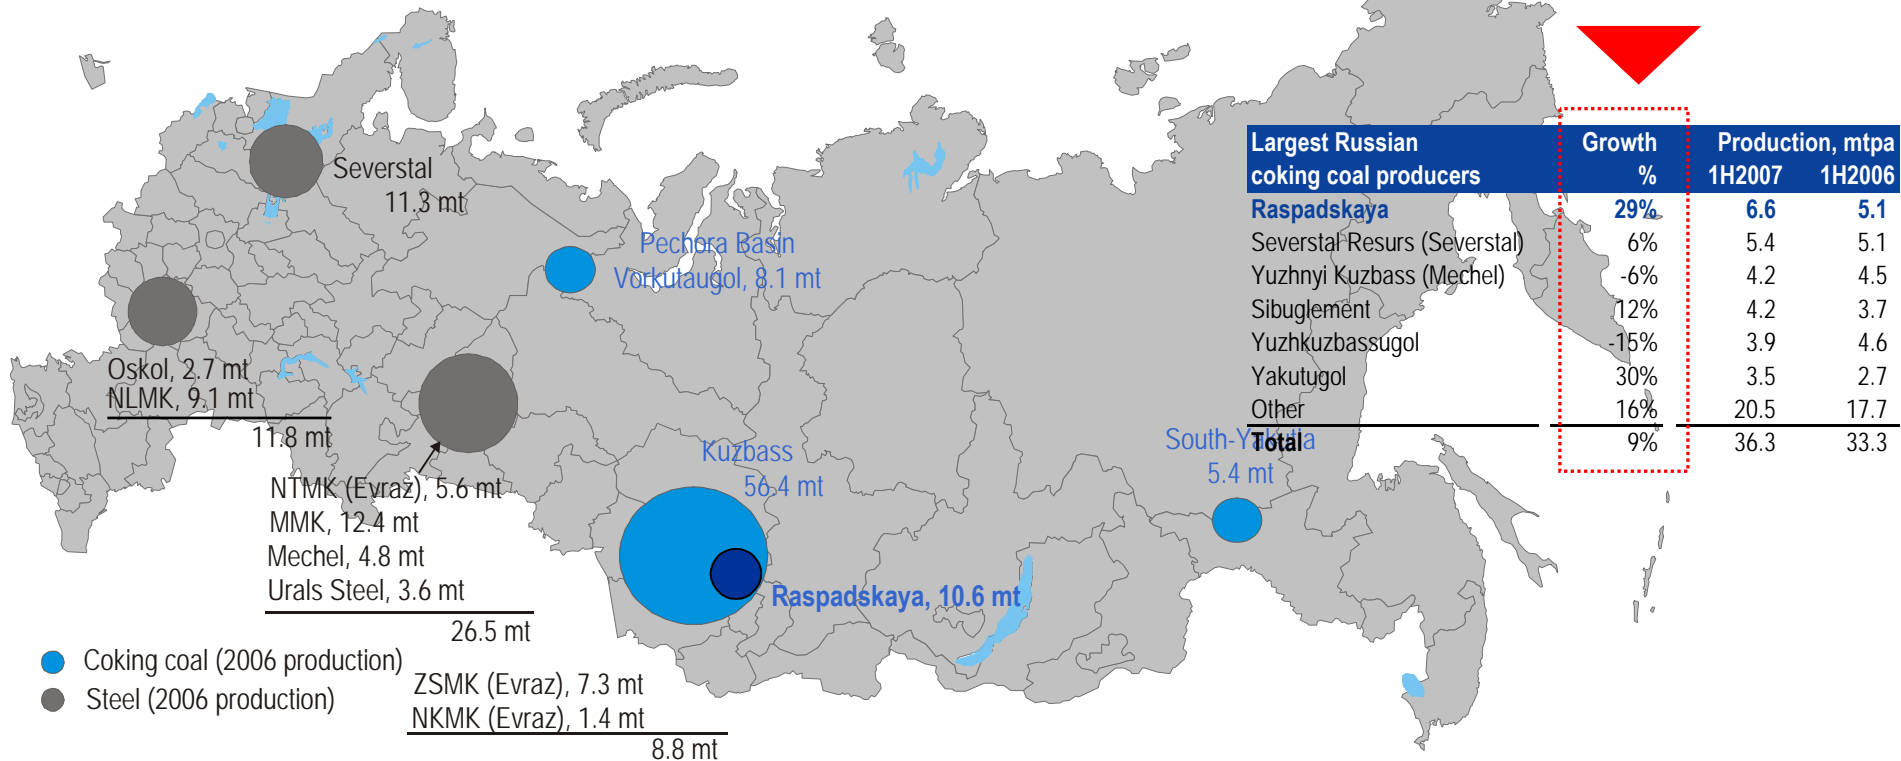 Severstal
11.3 mt
Pechora Basin
Vorkutaugol, 8.1 mt
Oskol, 2.7 mt
NLMK, 9.1 mt
11.8 mt
NTMK (Evraz), 5.6 mt
MMK, 12.4 mt
Mechel, 4.8 mt
Urals Steel, 3.6 mt
26.5 mt
Kuzbass
56.4 mt
Raspadskaya, 10.6 mt
South-Yakutia
5.4 mt
ZSMK (Evraz), 7.3 mt
NKMK (Evraz), 1.4 mt
8.8 mt
Coking coal (2006 production)
Steel (2006 production)
Largest Russian Growth Production, mtpa
coking coal producers % 1H2007 1H2006
Raspadskaya 29% 6.6 5.1
Severstal Resurs (Severstal) 6% 5.4 5.1
Yuzhnyi Kuzbass (Mechel) -6% 4.2 4.5
Sibuglement 12% 4.2 3.7
Yuzhkuzbassugol -15% 3.9 4.6
Yakutugol 30% 3.5 2.7
Other 16% 20.5 17.7
Total 9% 36.3 33.3